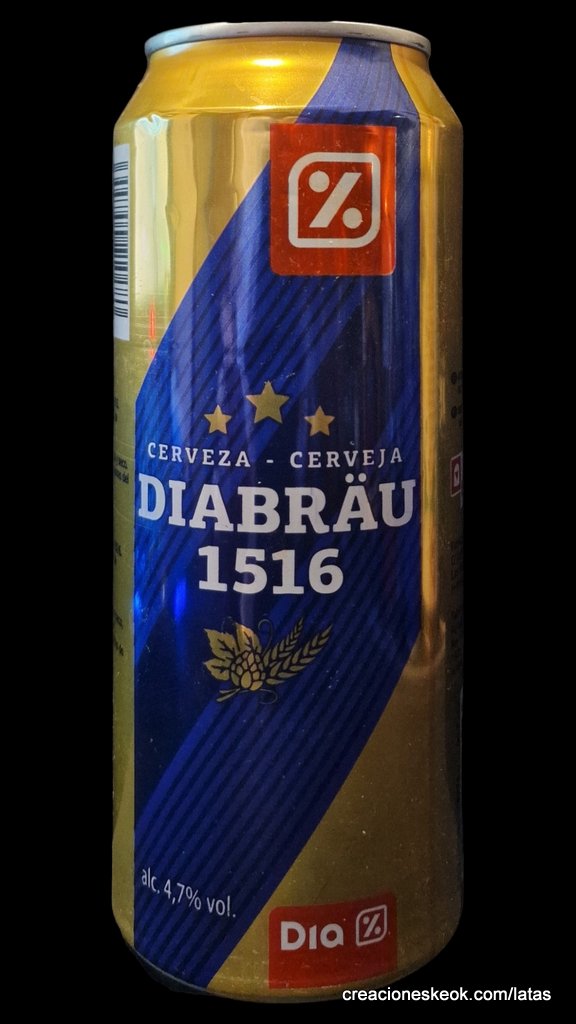 %
CERVEZA - CERVEJA
DIABRÄU
1516
alc. 4,7% vol.
Dia %
creacioneskeok.com/latas